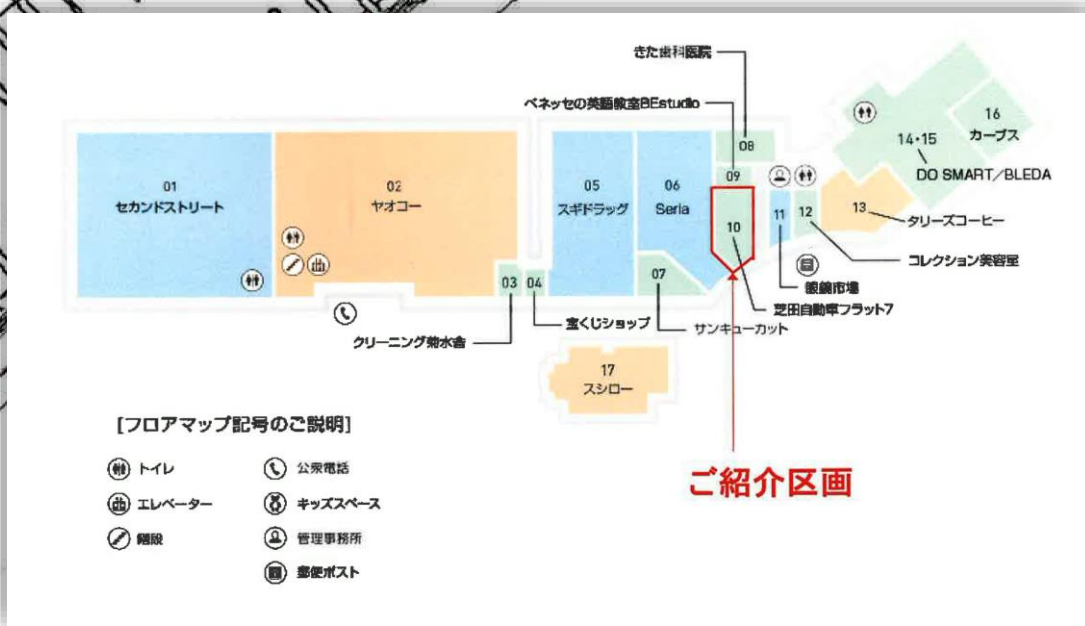 きた歯科医院
ベネッセの英語教室BEstudio
16
カーブス
14・15
DO SMART／BLEDA
08
09
01
セカンドストリート
02
ヤオコー
05
スギドラッグ
06
Seria
10
11
12
13
タリーズコーヒー
コレクション美容室
眼鏡市場
芝田自動車フラット7
03
04
07
宝くじショップ
サンキューカット
クリーニング菊水舎
17
スシロー
[フロアマップ記号のご説明]
トイレ
公衆電話
エレベーター
キッズスペース
階段
管理事務所
郵便ポスト
ご紹介区画